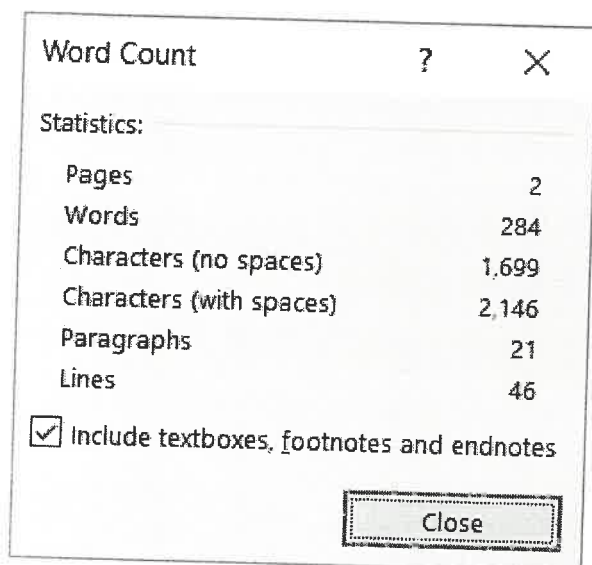 Word Count ? ×
Statistics:
Pages 2
Words 284
Characters (no spaces) 1,699
Characters (with spaces) 2,146
Paragraphs 21
Lines 46
Include textboxes, footnotes and endnotes
Close